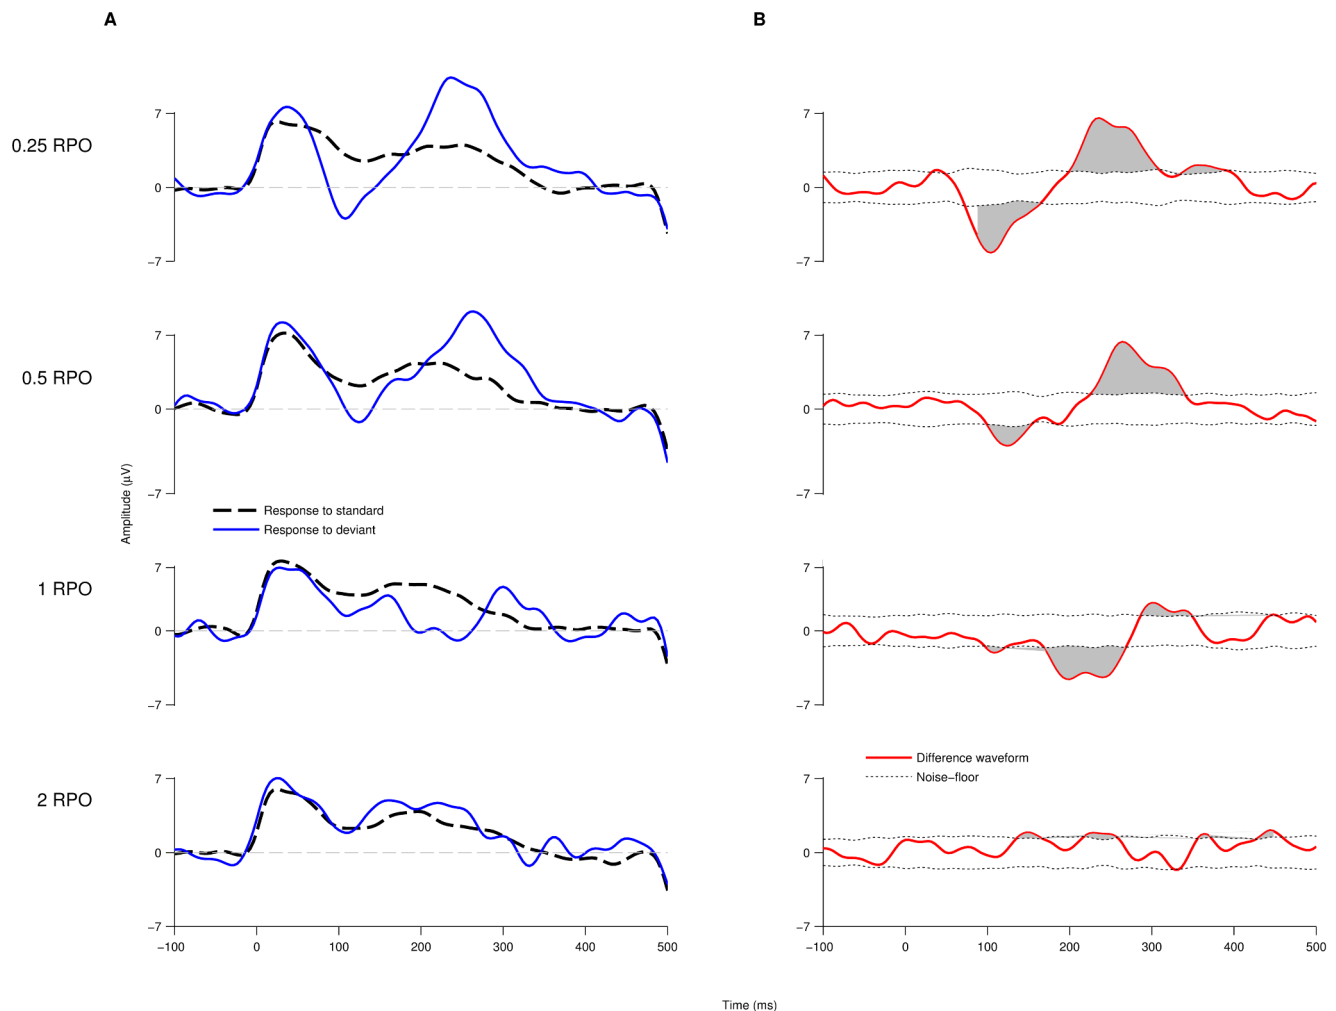 A
B
0.25 RPO
7
0
−7
7
0
−7
0.5 RPO
7
0
−7
7
0
−7
Amplitude (μV)
Response to standard
Response to deviant
1 RPO
7
0
−7
7
0
−7
Difference waveform
Noise−floor
2 RPO
7
0
−7
7
0
−7
−100 0 100 200 300 400 500
−100 0 100 200 300 400 500
Time (ms)